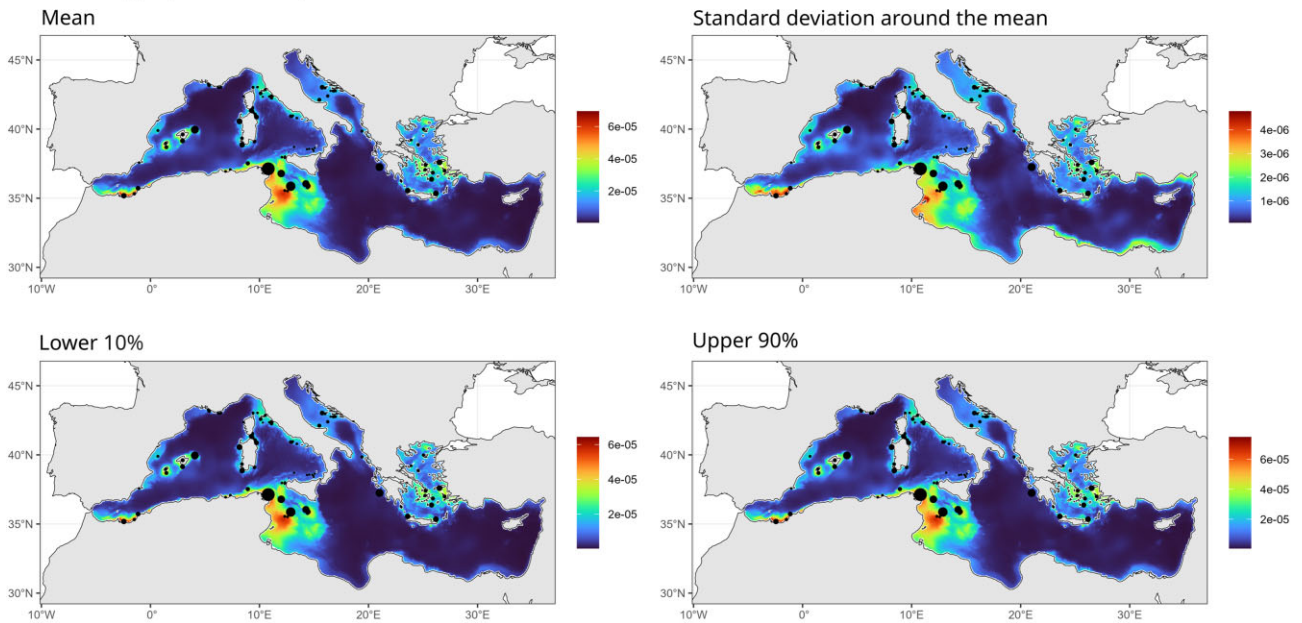 Mean
45°N
40°N
35°N
30°N
10°W 0° 10°E 20°E 30°E
6e-05
4e-05
2e-05
Standard deviation around the mean
45°N
40°N
35°N
30°N
10°W 0° 10°E 20°E 30°E
4e-06
3e-06
2e-06
1e-06
Lower 10%
45°N
40°N
35°N
30°N
10°W 0° 10°E 20°E 30°E
6e-05
4e-05
2e-05
Upper 90%
45°N
40°N
35°N
30°N
10°W 0° 10°E 20°E 30°E
6e-05
4e-05
2e-05